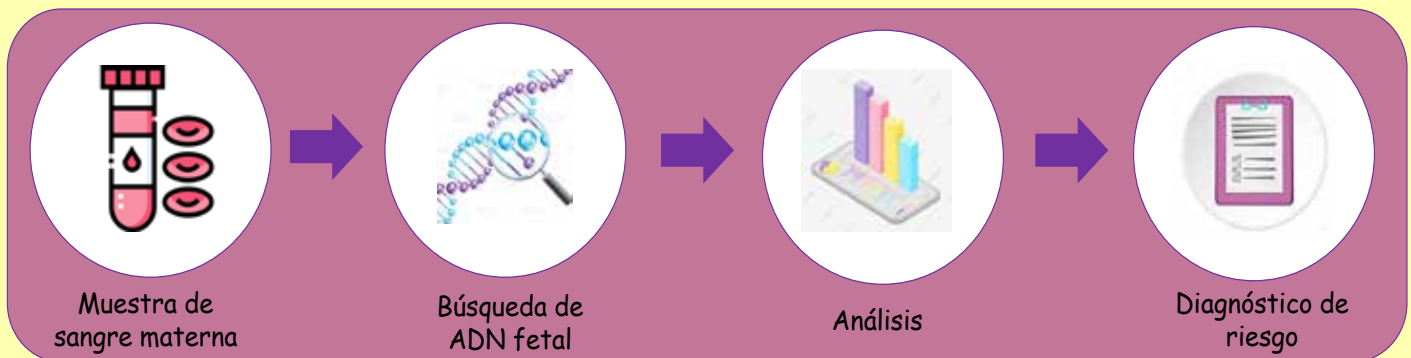 Muestra de
sangre materna
Búsqueda de
ADN fetal
Análisis
Diagnóstico de
riesgo